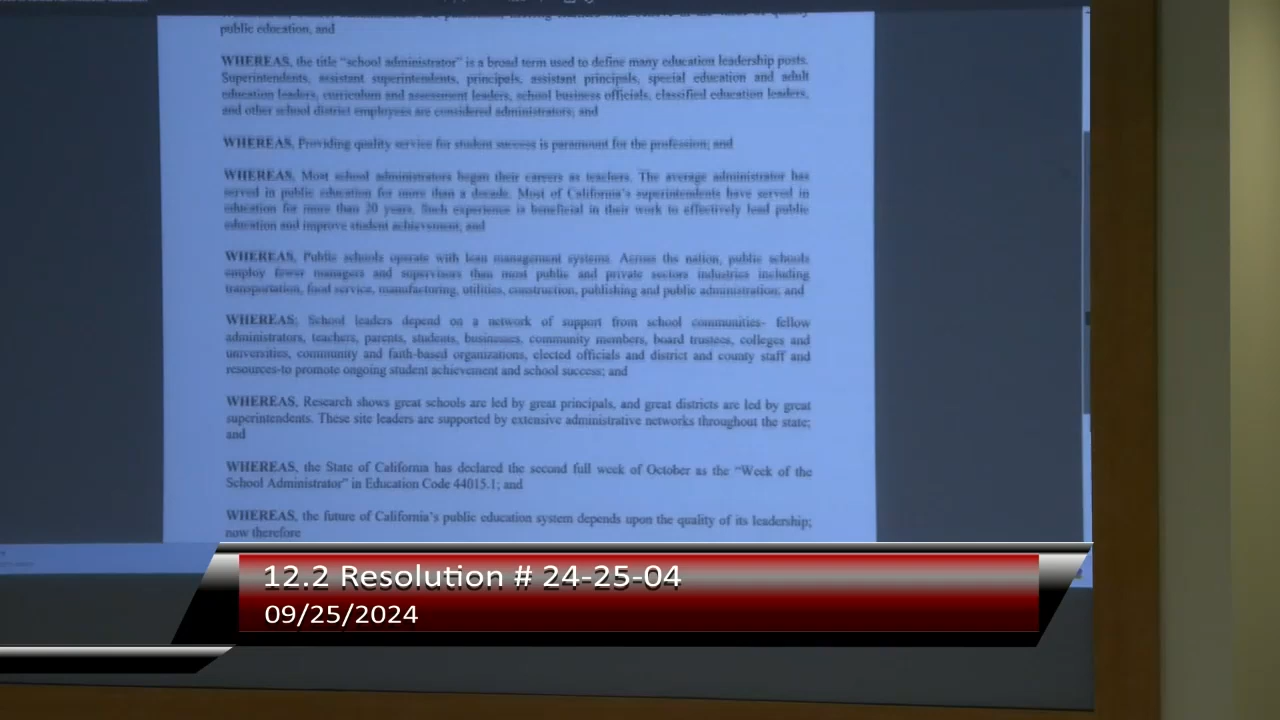 public education, and
WHEREAS, the title “school administrator” is a broad term used to define many education leadership posts.
Superintendents, assistant superintendents, principals, assistant principals, special education and adult
education leaders, curriculum and assessment leaders, school business officials, classified education leaders,
and other school district employees are considered administrators; and
WHEREAS, Providing quality service for student success is paramount for the profession; and
WHEREAS, Most school administrators began their careers as teachers. The average administrator has
served in public education for more than a decade. Most of California’s superintendents have served in
education for more than 20 years. Such experience is beneficial in their work to effectively lead public
education and improve student achievement, and
WHEREAS, Public schools operate with lean management systems. Across the nation, public schools
employ fewer managers and supervisors than most public and private sectors industries including
transportation, food service, manufacturing, utilities, construction, publishing and public administration; and
WHEREAS; School leaders depend on a network of support from school communities- fellow
administrators, teachers, parents, students, businesses, community members, board trustees, colleges and
universities, community and faith-based organizations, elected officials and district and county staff and
resources-to promote ongoing student achievement and school success; and
WHEREAS, Research shows great schools are led by great principals, and great districts are led by great
superintendents. These site leaders are supported by extensive administrative networks throughout the state;
and
WHEREAS, the State of California has declared the second full week of October as the “Week of the
School Administrator” in Education Code 44015.1; and
WHEREAS, the future of California’s public education system depends upon the quality of its leadership;
now therefore
12.2 Resolution # 24-25-04
09/25/2024